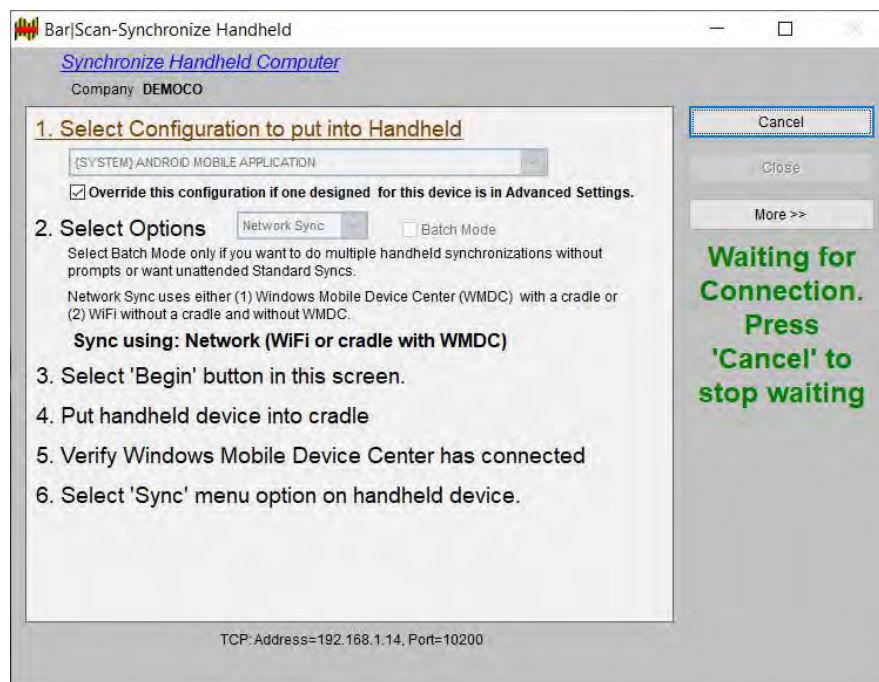 Bar|Scan-Synchronize Handheld
Synchronize Handheld Computer
Company DEMOCO
1. Select Configuration to put into Handheld
{SYSTEM} ANDROID MOBILE APPLICATION
Override this configuration if one designed for this device is in Advanced Settings.
2. Select Options
Network Sync
Batch Mode
Select Batch Mode only if you want to do multiple handheld synchronizations without
prompts or want unattended Standard Syncs.
Network Sync uses either (1) Windows Mobile Device Center (WMDC) with a cradle or
(2) WiFi without a cradle and without WMDC.
Sync using: Network (WiFi or cradle with WMDC)
3. Select 'Begin' button in this screen.
4. Put handheld device into cradle
5. Verify Windows Mobile Device Center has connected
6. Select 'Sync' menu option on handheld device.
Cancel
Close
More >>
Waiting for
Connection.
Press
'Cancel' to
stop waiting
TCP: Address=192.168.1.14, Port=10200